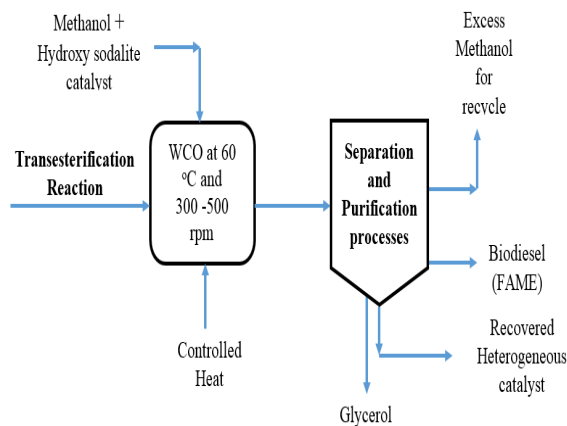 Methanol +
Hydroxy sodalite
catalyst
Transesterification
Reaction
WCO at 60
°C and
300 -500
rpm
Controlled
Heat
Separation
and
Purification
processes
Excess
Methanol
for
recycle
Biodiesel
(FAME)
Recovered
Heterogeneous
catalyst
Glycerol